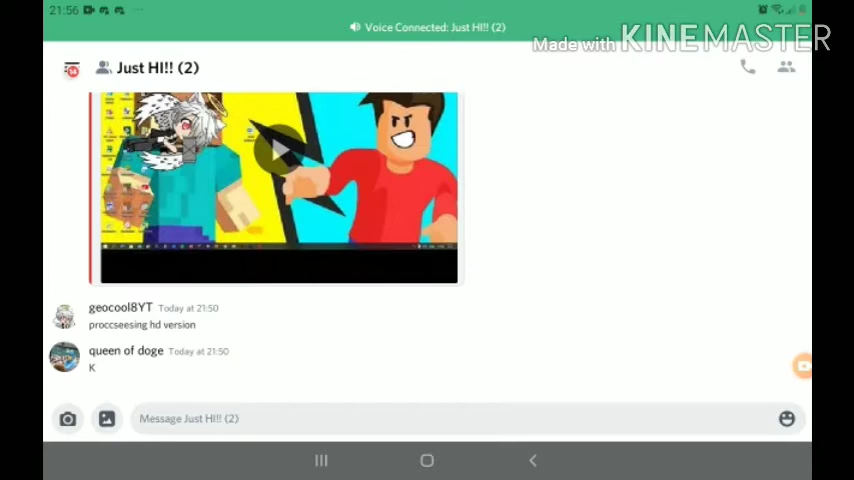 21:56
Voice Connected: Just HI!! (2)
Made with KINEMASTER
Just HI!! (2)
geocool8YT Today at 21:50
proccseesing hd version
queen of doge Today at 21:50
K
Message Just HI!! (2)